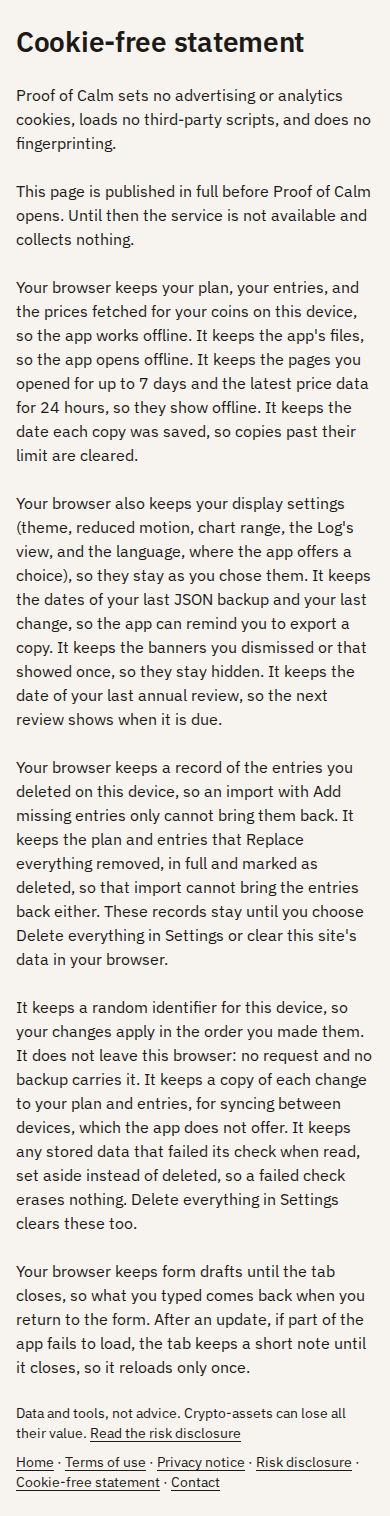 Cookie-free statement
Proof of Calm sets no advertising or analytics
cookies, loads no third-party scripts, and does no
fingerprinting.
This page is published in full before Proof of Calm
opens. Until then the service is not available and
collects nothing.
Your browser keeps your plan, your entries, and
the prices fetched for your coins on this device,
so the app works offline. It keeps the app's files,
so the app opens offline. It keeps the pages you
opened for up to 7 days and the latest price data
for 24 hours, so they show offline. It keeps the
date each copy was saved, so copies past their
limit are cleared.
Your browser also keeps your display settings
(theme, reduced motion, chart range, the Log's
view, and the language, where the app offers a
choice), so they stay as you chose them. It keeps
the dates of your last JSON backup and your last
change, so the app can remind you to export a
copy. It keeps the banners you dismissed or that
showed once, so they stay hidden. It keeps the
date of your last annual review, so the next
review shows when it is due.
Your browser keeps a record of the entries you
deleted on this device, so an import with Add
missing entries only cannot bring them back. It
keeps the plan and entries that Replace
everything removed, in full and marked as
deleted, so that import cannot bring the entries
back either. These records stay until you choose
Delete everything in Settings or clear this site's
data in your browser.
It keeps a random identifier for this device, so
your changes apply in the order you made them.
It does not leave this browser: no request and no
backup carries it. It keeps a copy of each change
to your plan and entries, for syncing between
devices, which the app does not offer. It keeps
any stored data that failed its check when read,
set aside instead of deleted, so a failed check
erases nothing. Delete everything in Settings
clears these too.
Your browser keeps form drafts until the tab
closes, so what you typed comes back when you
return to the form. After an update, if part of the
app fails to load, the tab keeps a short note until
it closes, so it reloads only once.
Data and tools, not advice. Crypto-assets can lose all
their value. Read the risk disclosure
Home · Terms of use · Privacy notice · Risk disclosure ·
Cookie-free statement · Contact